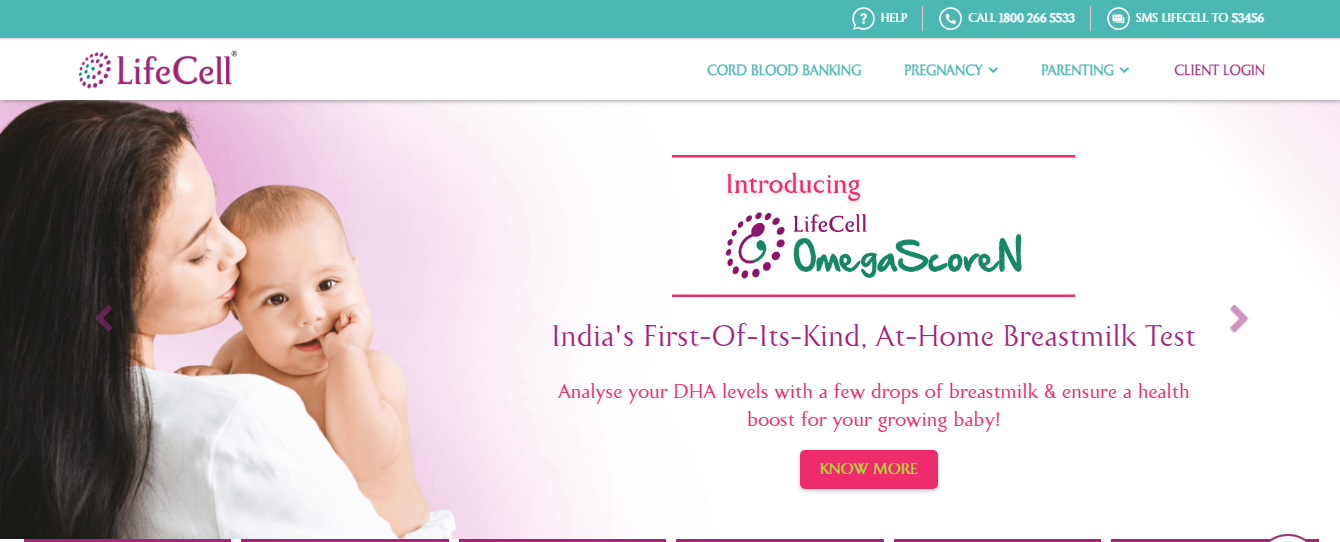 HELP
CALL 1800 266 5533
SMS LIFECELL TO 53456
LifeCell®
CORD BLOOD BANKING
PREGNANCY
PARENTING
CLIENT LOGIN
Introducing
LifeCell
OmegaScoreN
India's First-Of-Its-Kind, At-Home Breastmilk Test
Analyse your DHA levels with a few drops of breastmilk & ensure a health
boost for your growing baby!
KNOW MORE